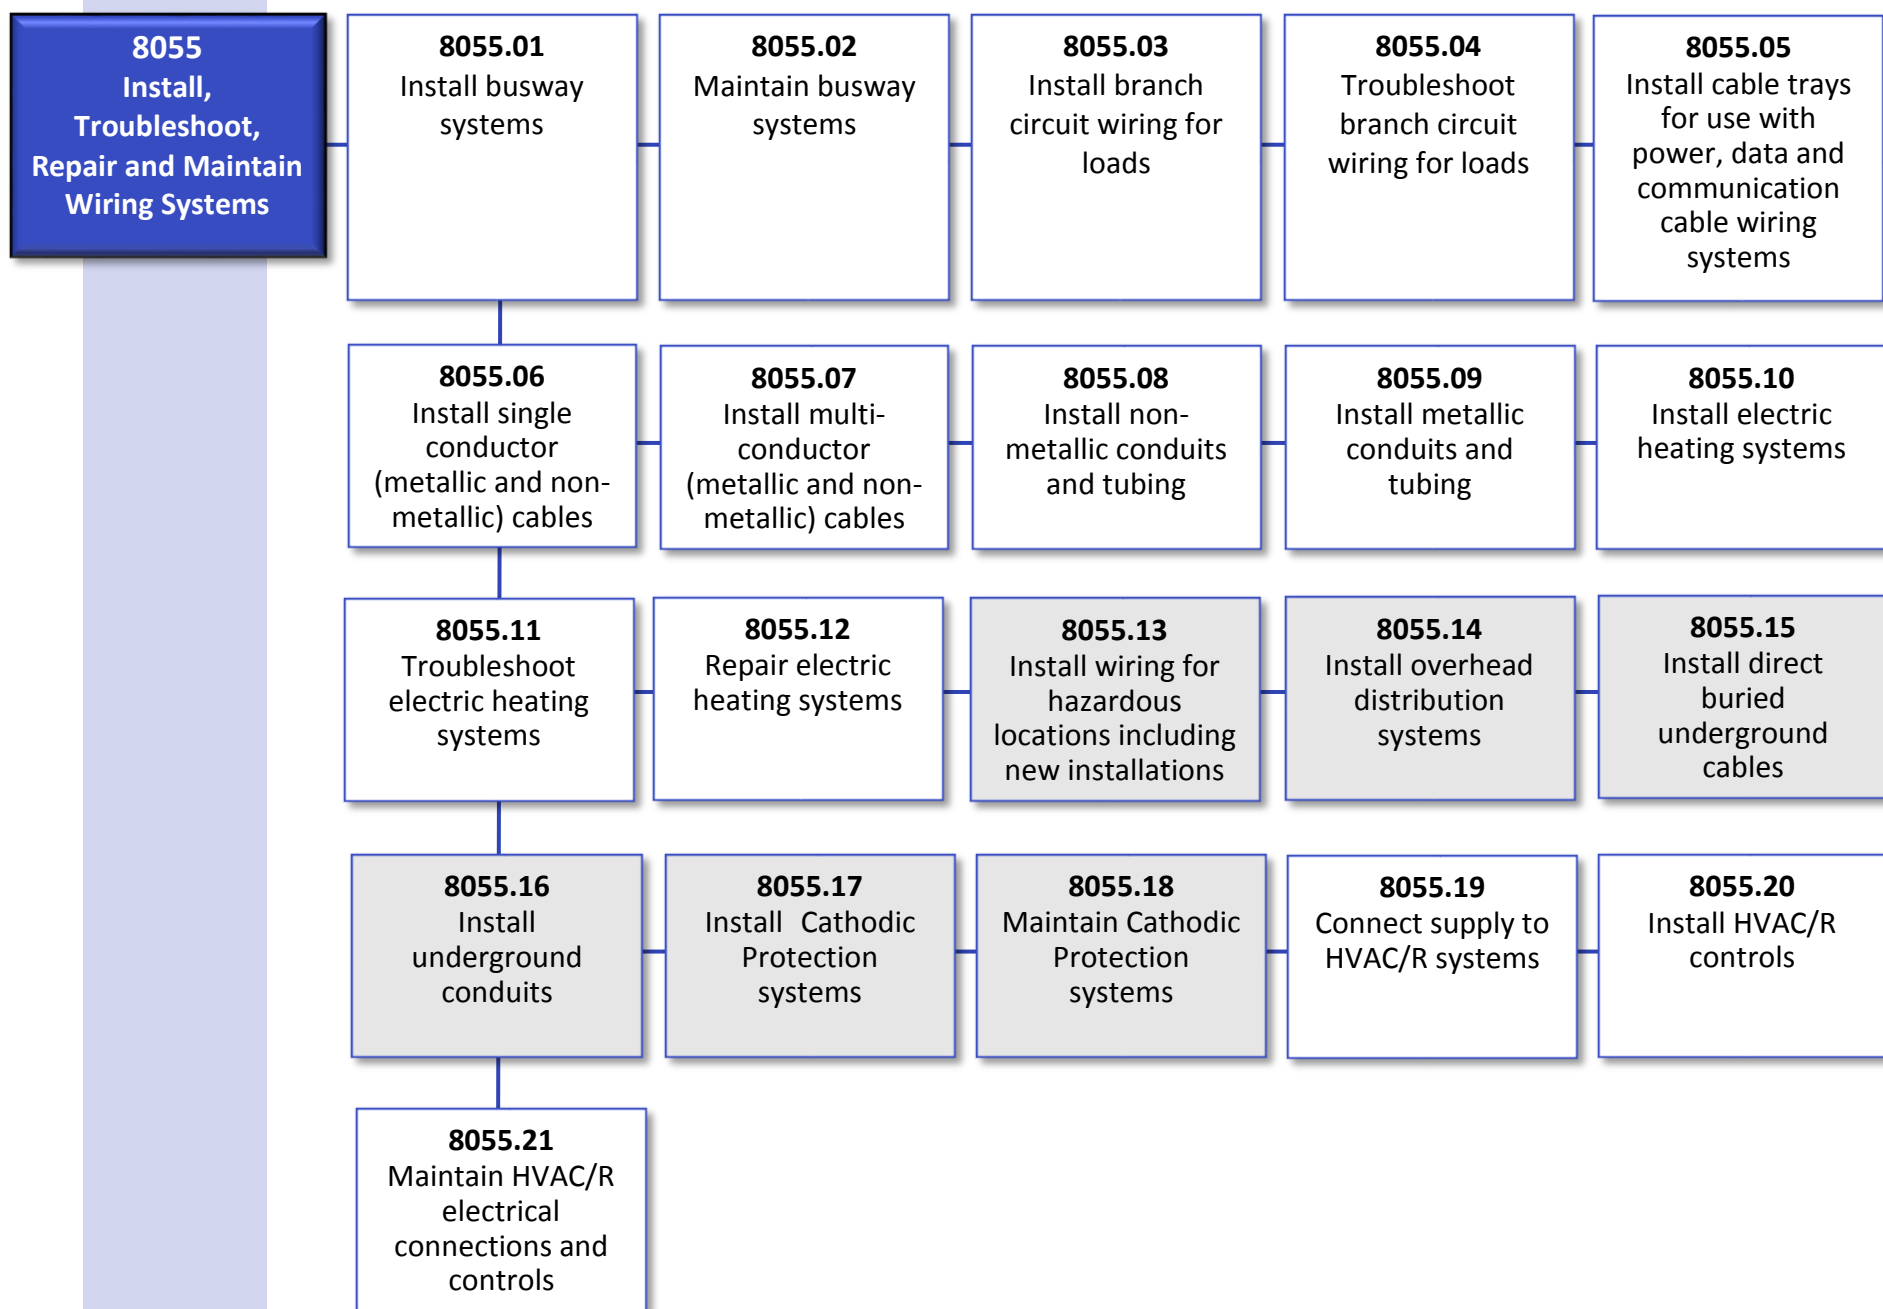 8055
Install,
Troubleshoot,
Repair and Maintain
Wiring Systems
8055.01
Install busway
systems
8055.02
Maintain busway
systems
8055.03
Install branch
circuit wiring for
loads
8055.04
Troubleshoot
branch circuit
wiring for loads
8055.05
Install cable trays
for use with
power, data and
communication
cable wiring
systems
8055.06
Install single
conductor
(metallic and non-
metallic) cables
8055.07
Install multi-
conductor
(metallic and non-
metallic) cables
8055.08
Install non-
metallic conduits
and tubing
8055.09
Install metallic
conduits and
tubing
8055.10
Install electric
heating systems
8055.11
Troubleshoot
electric heating
systems
8055.12
Repair electric
heating systems
8055.13
Install wiring for
hazardous
locations including
new installations
8055.14
Install overhead
distribution
systems
8055.15
Install direct
buried
underground
cables
8055.16
Install
underground
conduits
8055.17
Install Cathodic
Protection
systems
8055.18
Maintain Cathodic
Protection
systems
8055.19
Connect supply to
HVAC/R systems
8055.20
Install HVAC/R
controls
8055.21
Maintain HVAC/R
electrical
connections and
controls